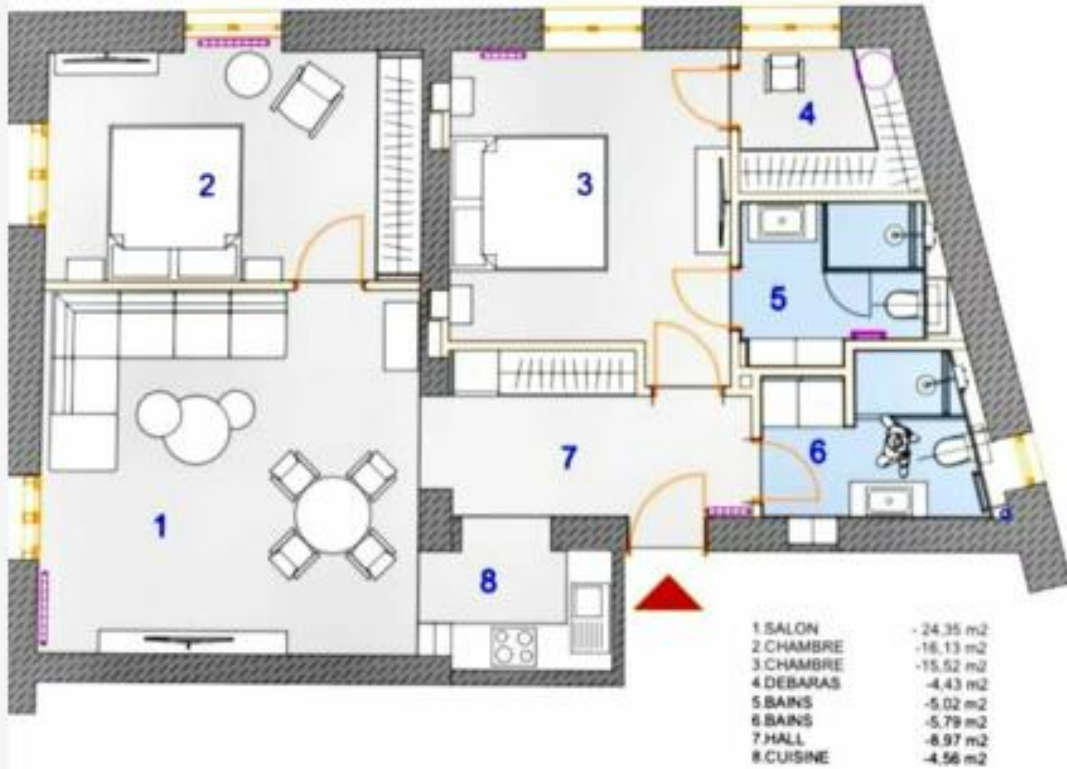 2
3
4
5
6
7
1
8
1.SALON - 24,35 m2
2.CHAMBRE -16,13 m2
3.CHAMBRE -15,52 m2
4.DEBARAS -4,43 m2
5.BAINS -5,02 m2
6.BAINS -5,79 m2
7.HALL -8,97 m2
8.CUISINE -4,56 m2